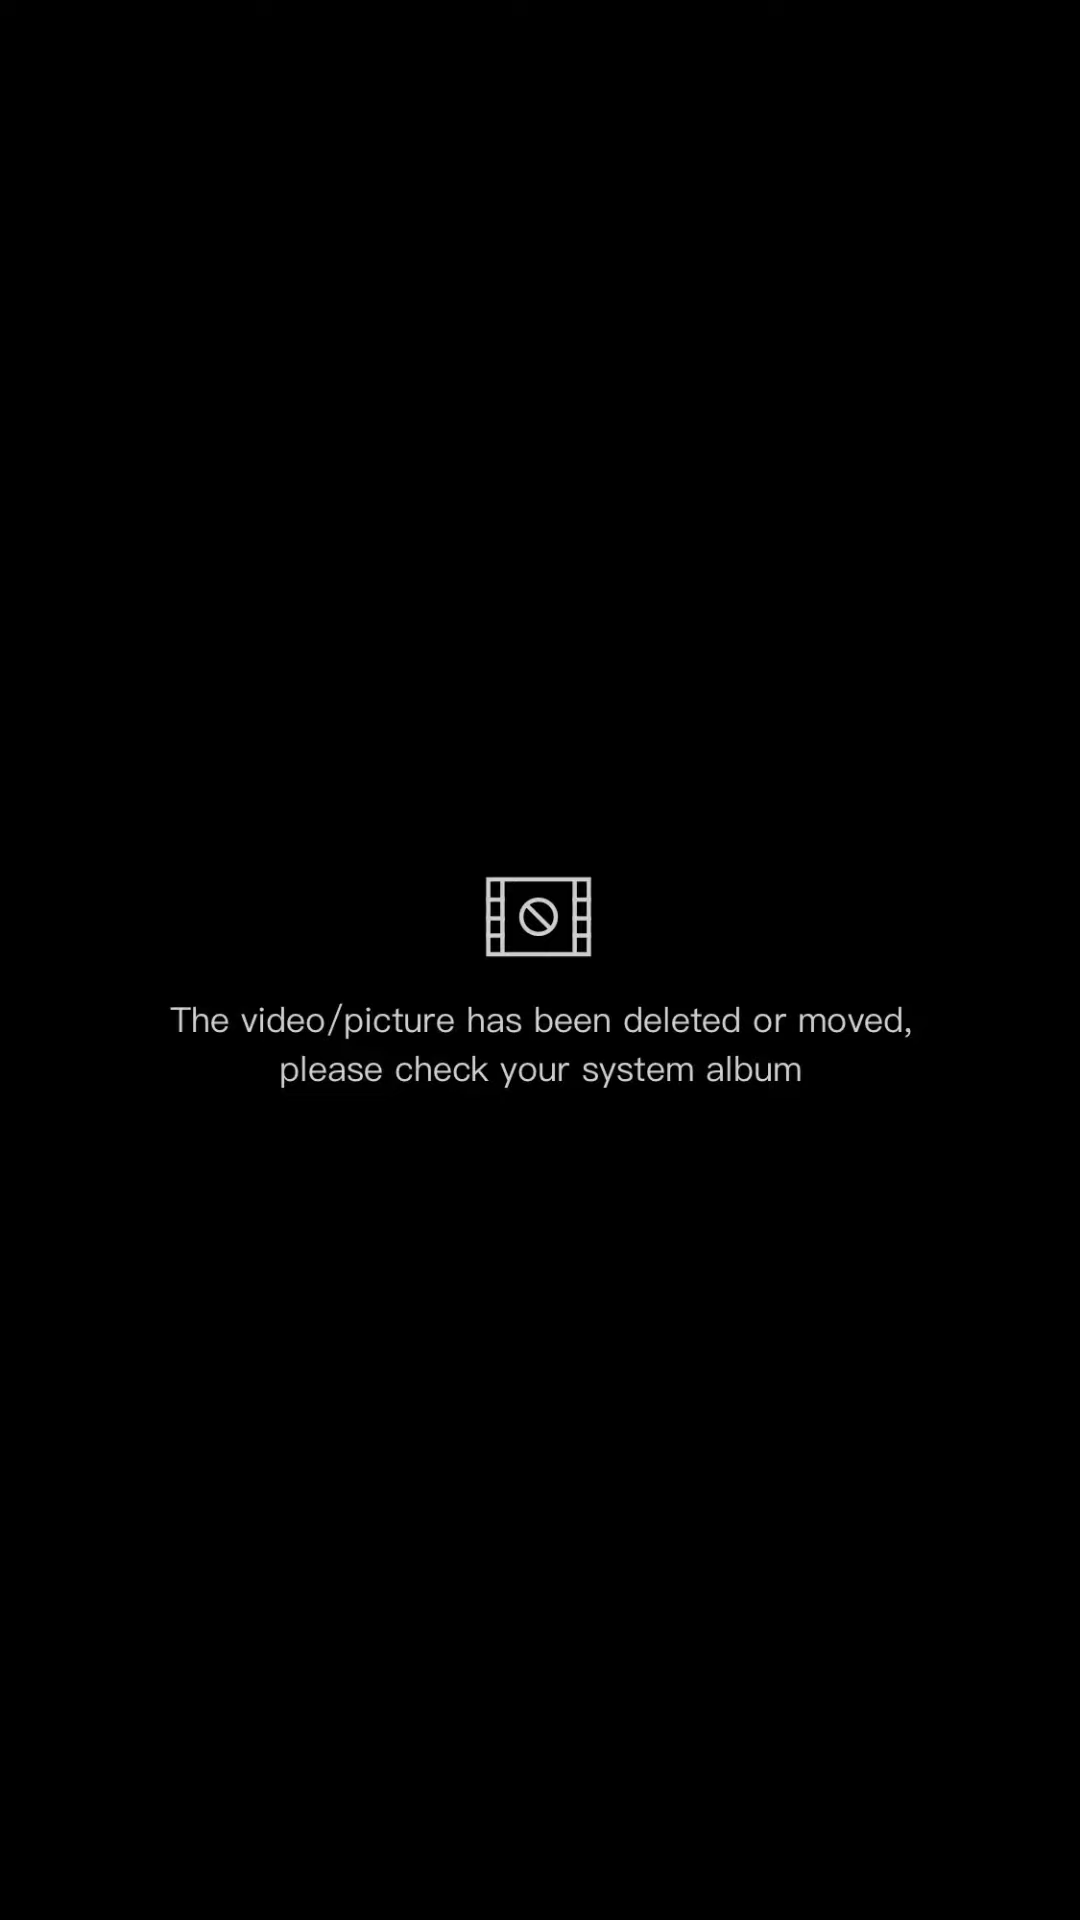 The video/picture has been deleted or moved,
please check your system album